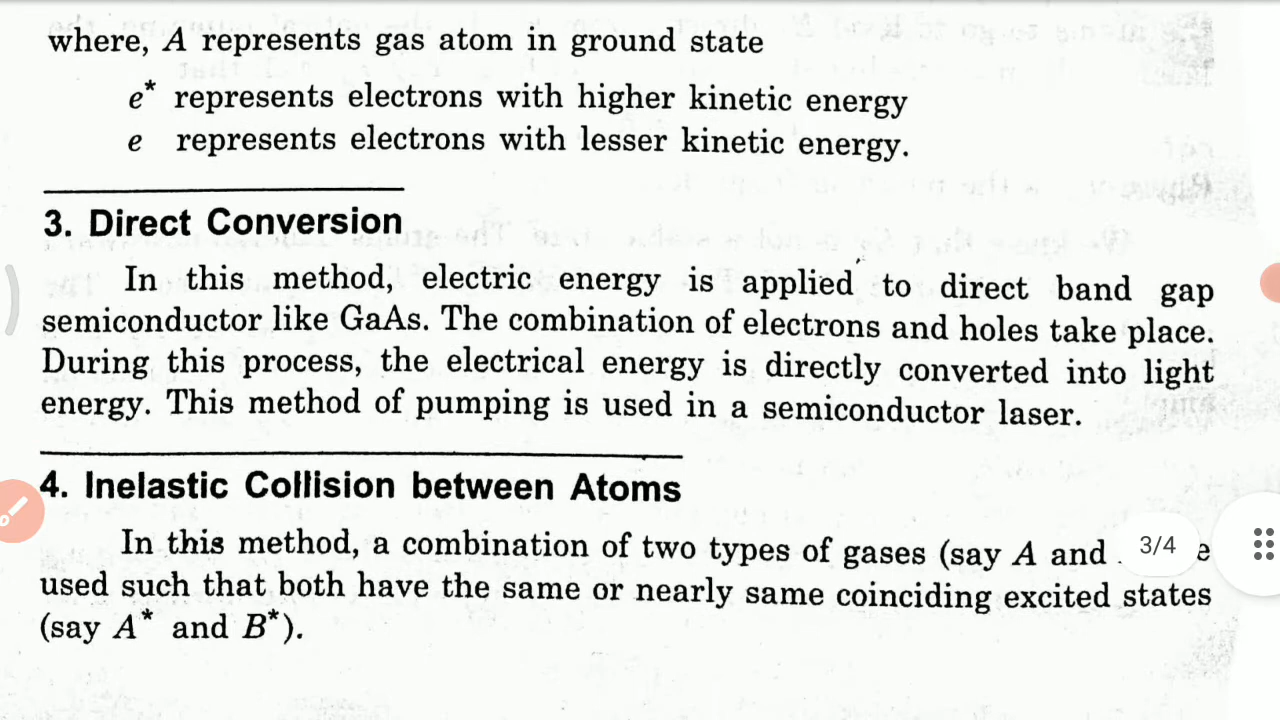 where, A represents gas atom in ground state
e* represents electrons with higher kinetic energy
e represents electrons with lesser kinetic energy.
3. Direct Conversion
In this method, electric energy is applied to direct band gap
semiconductor like GaAs. The combination of electrons and holes take place.
During this process, the electrical energy is directly converted into light
energy. This method of pumping is used in a semiconductor laser.
4. Inelastic Collision between Atoms
In this method, a combination of two types of gases (say A and
3/4
used such that both have the same or nearly same coinciding excited states
(say A* and B*).